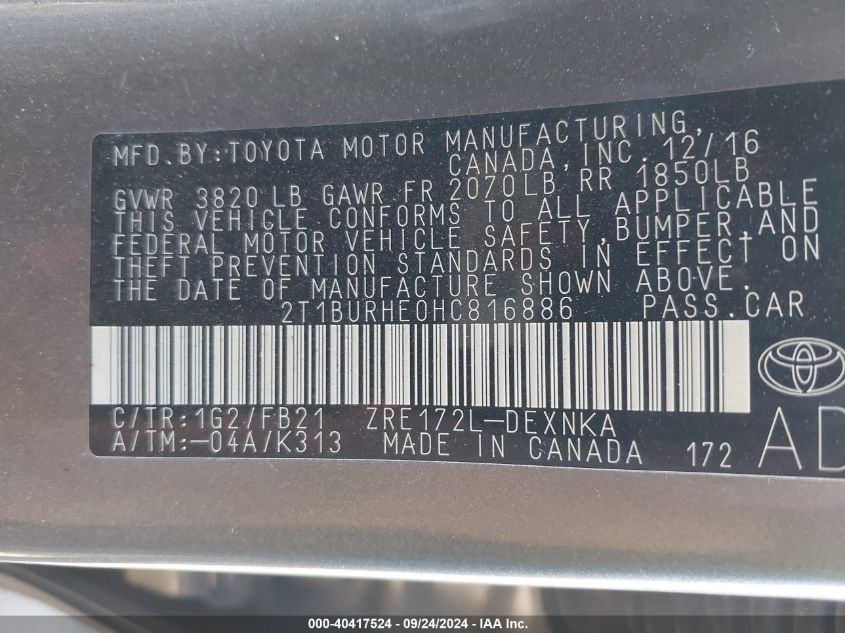 MFD.BY:TOYOTA MOTOR MANUFACTURING,
CANADA, INC. 12/16
GVWR 3820 LB GAWR FR 2070LB RR 1850LB
THIS VEHICLE CONFORMS TO ALL APPLICABLE
FEDERAL MOTOR VEHICLE SAFETY,BUMPER,AND
THEFT PREVENTION STANDARDS IN EFFECT ON
THE DATE OF MANUFACTURE SHOWN ABOVE.
2T1BURHE0HC816886 PASS.CAR
C/TR:1G2/FB21 ZRE172L-DEXNKA
A/TM:-04A/K313 MADE IN CANADA 172
AD
000-40417524 - 09/24/2024 - Copyright © IAA, Inc.